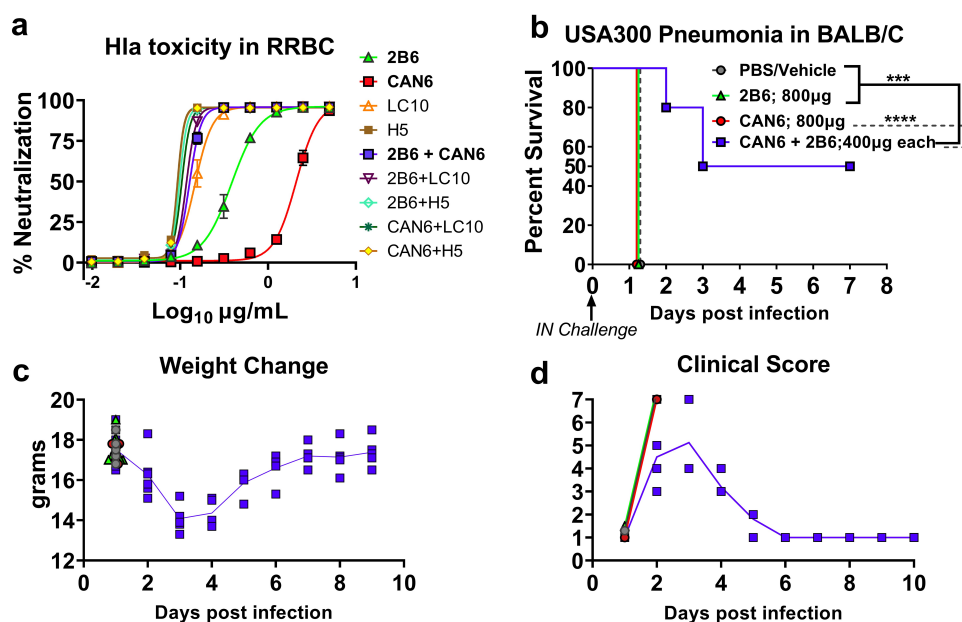 a
Hla toxicity in RRBC
% Neutralization
100
75
50
25
0
-2
-1
0
1
Log10 µg/mL
2B6
CAN6
LC10
H5
2B6 + CAN6
2B6+LC10
2B6+H5
CAN6+LC10
CAN6+H5
b
USA300 Pneumonia in BALB/C
Percent Survival
100
80
60
50
40
20
0
0
1
2
3
4
5
6
7
8
Days post infection
IN Challenge
PBS/Vehicle
2B6; 800µg
CAN6; 800µg
CAN6 + 2B6;400µg each
***
****
c
Weight Change
grams
20
18
16
14
12
0
2
4
6
8
10
Days post infection
d
Clinical Score
7
6
5
4
3
2
1
0
0
2
4
6
8
10
Days post infection